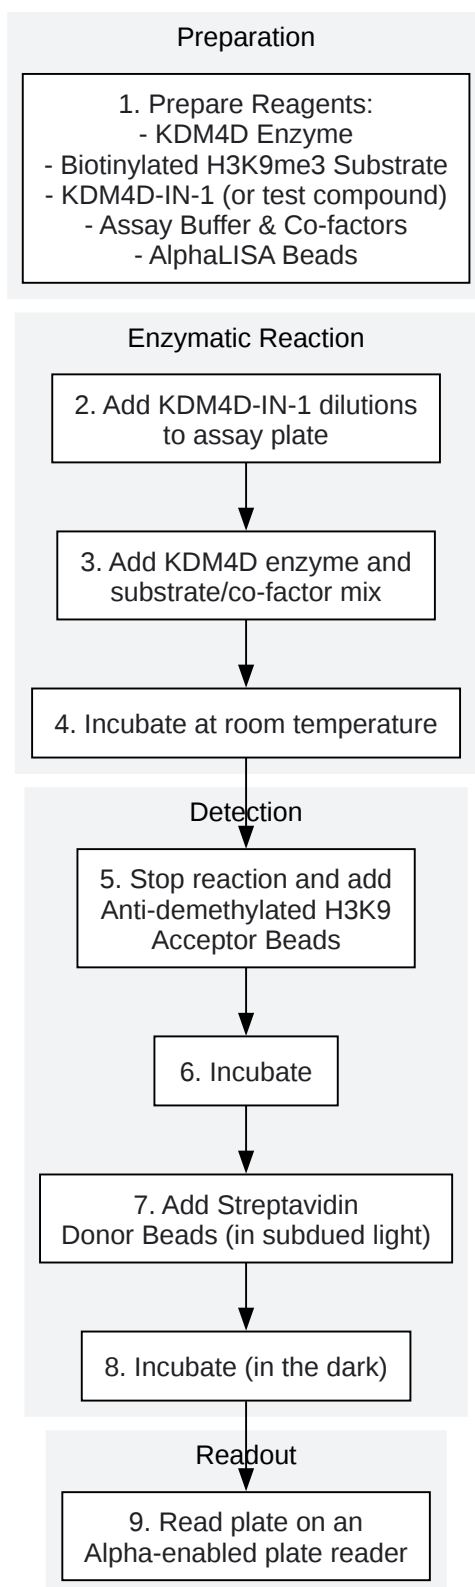 Preparation
1. Prepare Reagents:
- KDM4D Enzyme
- Biotinylated H3K9me3 Substrate
- KDM4D-IN-1 (or test compound)
- Assay Buffer & Co-factors
- AlphaLISA Beads
Enzymatic Reaction
2. Add KDM4D-IN-1 dilutions
to assay plate
3. Add KDM4D enzyme and
substrate/co-factor mix
4. Incubate at room temperature
Detection
5. Stop reaction and add
Anti-demethylated H3K9
Acceptor Beads
6. Incubate
7. Add Streptavidin
Donor Beads (in subdued light)
8. Incubate (in the dark)
Readout
9. Read plate on an
Alpha-enabled plate reader